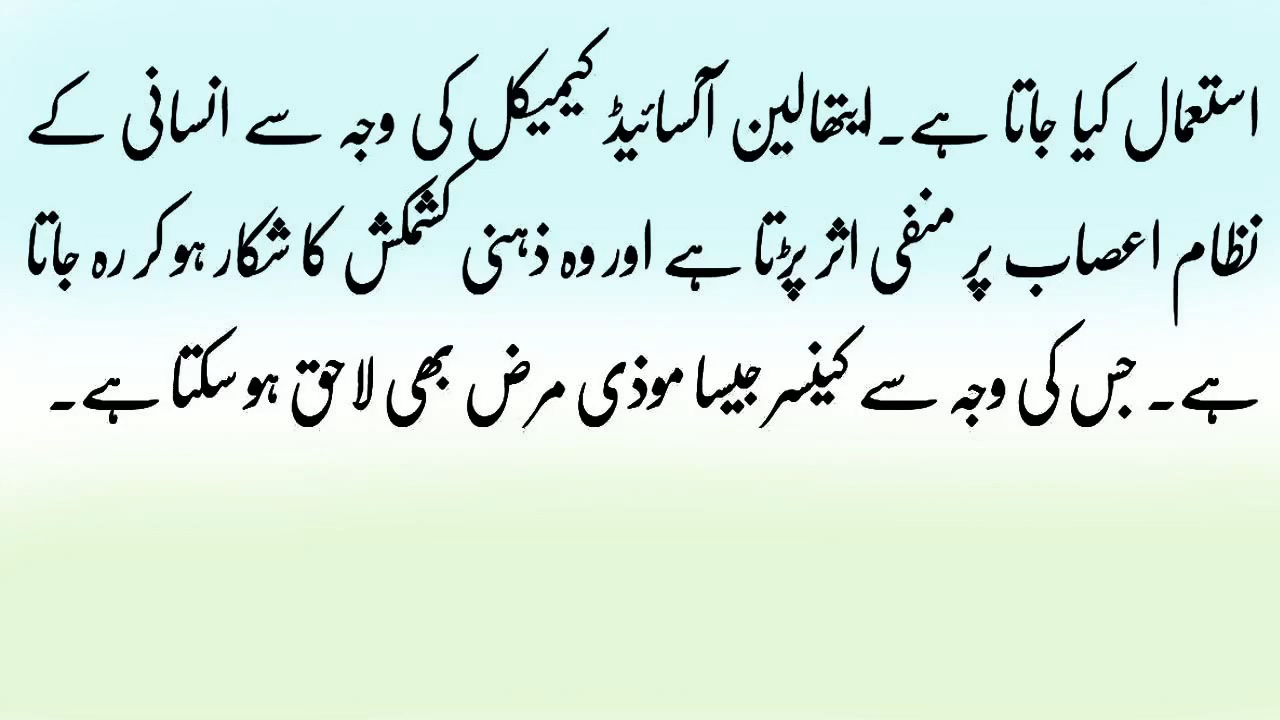 استعمال کیا جاتا ہے۔ ایتھالین آکسائیڈ کیمیکل کی وجہ سے انسانی کے
نظام اعصاب پر منفی اثر پڑتا ہے اور وہ ذہنی کشمکش کا شکار ہو کر رہ جاتا
ہے۔ جس کی وجہ سے کینسر جیسا موذی مرض بھی لاحق ہو سکتا ہے۔